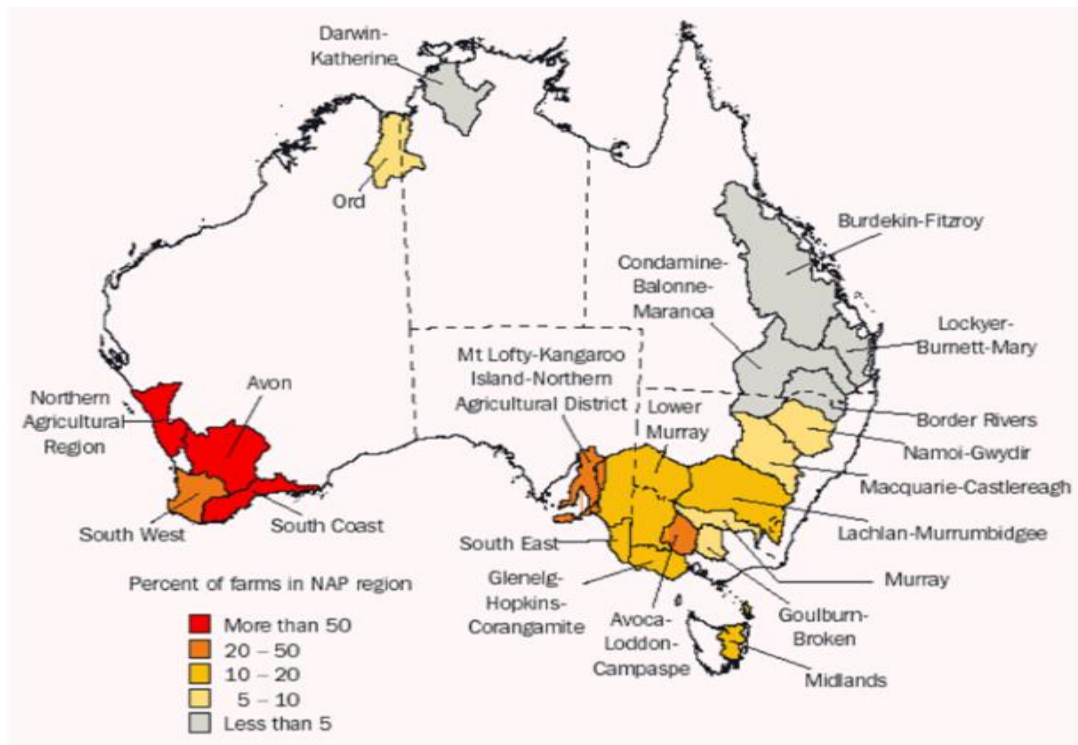 Darwin-
Katherine
Ord
Burdekin-Fitzroy
Condamine-
Balonne-
Maranoa
Lockyer-
Burnett-Mary
Mt Lofty-Kangaroo
Island-Northern
Agricultural District
Lower
Murray
Northern
Agricultural
Region
Avon
Border Rivers
Namoi-Gwydir
Macquarie-Castlereagh
South West
South Coast
South East
Lachlan-Murrumbidgee
Glenelg-
Hopkins-
Corangamite
Avoca-
Loddon-
Campaspe
Murray
Goulburn-
Broken
Midlands
Percent of farms in NAP region
More than 50
20 – 50
10 – 20
5 – 10
Less than 5